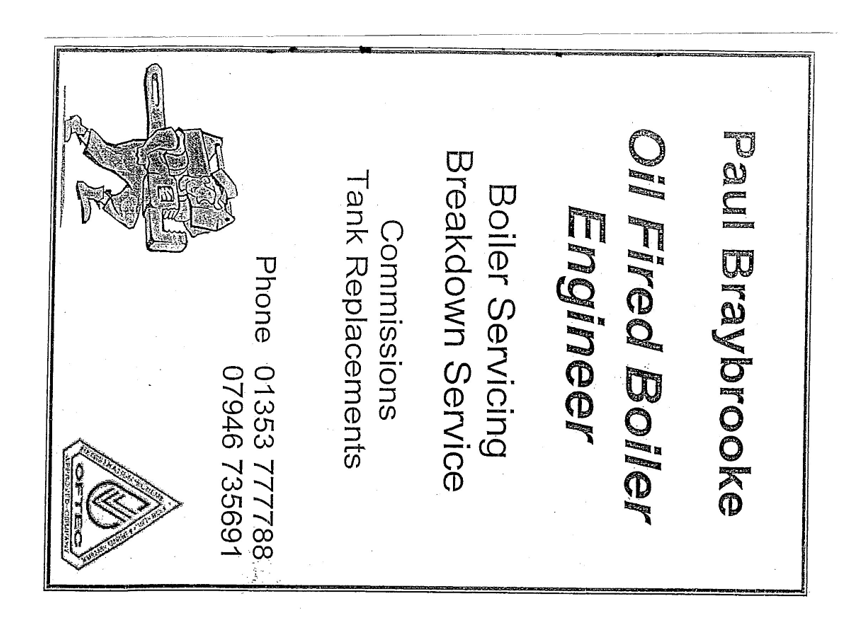 Paul Braybrooke
Oil Fired Boiler
Engineer
Boiler Servicing
Breakdown Service
Commissions
Tank Replacements
Phone 01353 777788
07946 735691
OFTEC